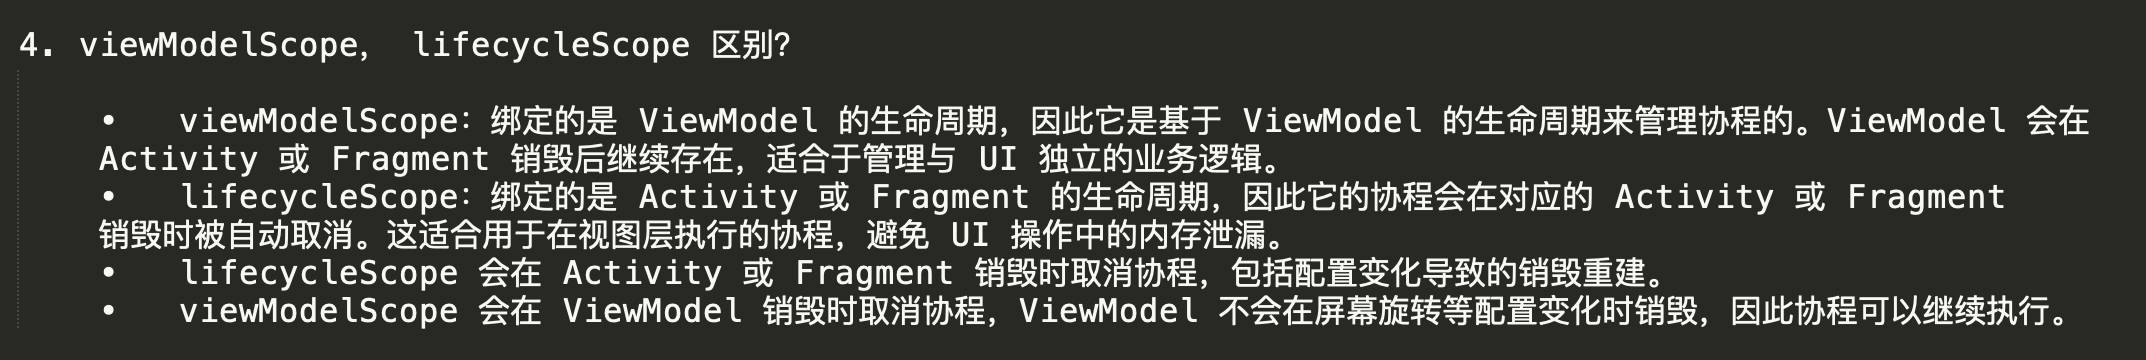 4. viewModelScope， lifecycleScope 区别？
• viewModelScope：绑定的是 ViewModel 的生命周期，因此它是基于 ViewModel 的生命周期来管理协程的。ViewModel 会在
Activity 或 Fragment 销毁后继续存在，适合于管理与 UI 独立的业务逻辑。
• lifecycleScope：绑定的是 Activity 或 Fragment 的生命周期，因此它的协程会在对应的 Activity 或 Fragment
销毁时被自动取消。这适合用于在视图层执行的协程，避免 UI 操作中的内存泄漏。
• lifecycleScope 会在 Activity 或 Fragment 销毁时取消协程，包括配置变化导致的销毁重建。
• viewModelScope 会在 ViewModel 销毁时取消协程，ViewModel 不会在屏幕旋转等配置变化时销毁，因此协程可以继续执行。